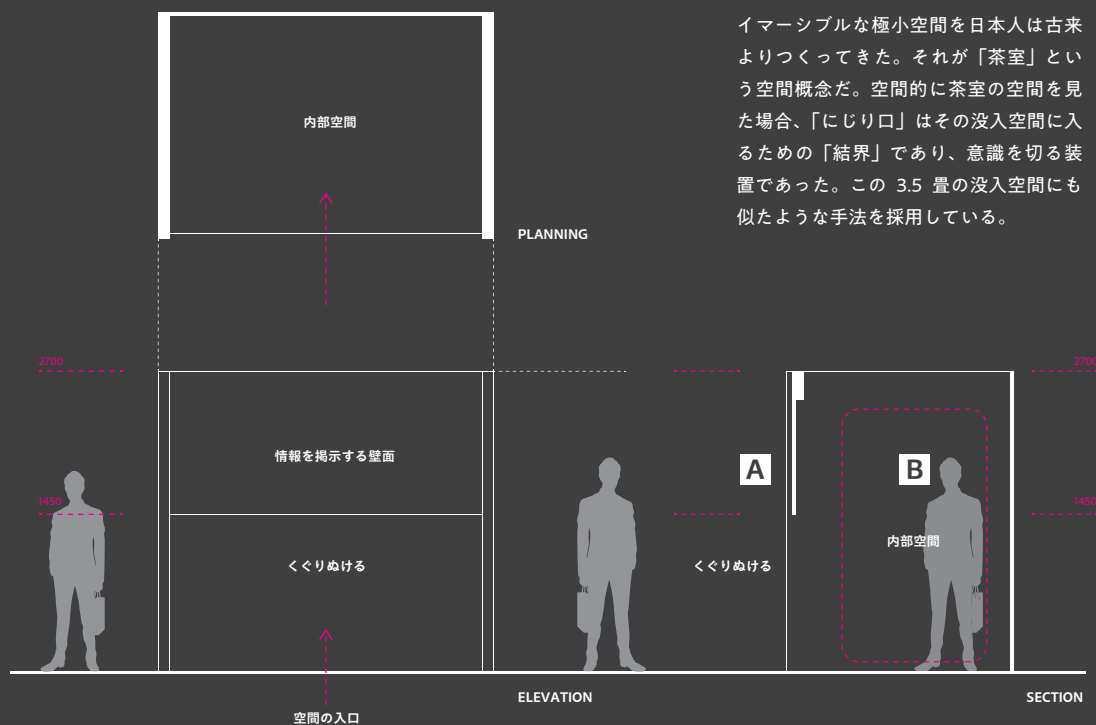 イマーシブルな極小空間を日本人は古来
よりつくってきた。それが「茶室」とい
う空間概念だ。空間的に茶室の空間を見
た場合、「にじり口」はその没入空間に入
るための「結界」であり、意識を切る装
置であった。この 3.5 畳の没入空間にも
似たような手法を採用している。
内部空間
PLANNING
2700
2700
情報を掲示する壁面
A
B
1450
1450
内部空間
くぐりぬける
くぐりぬける
ELEVATION
SECTION
空間の入口